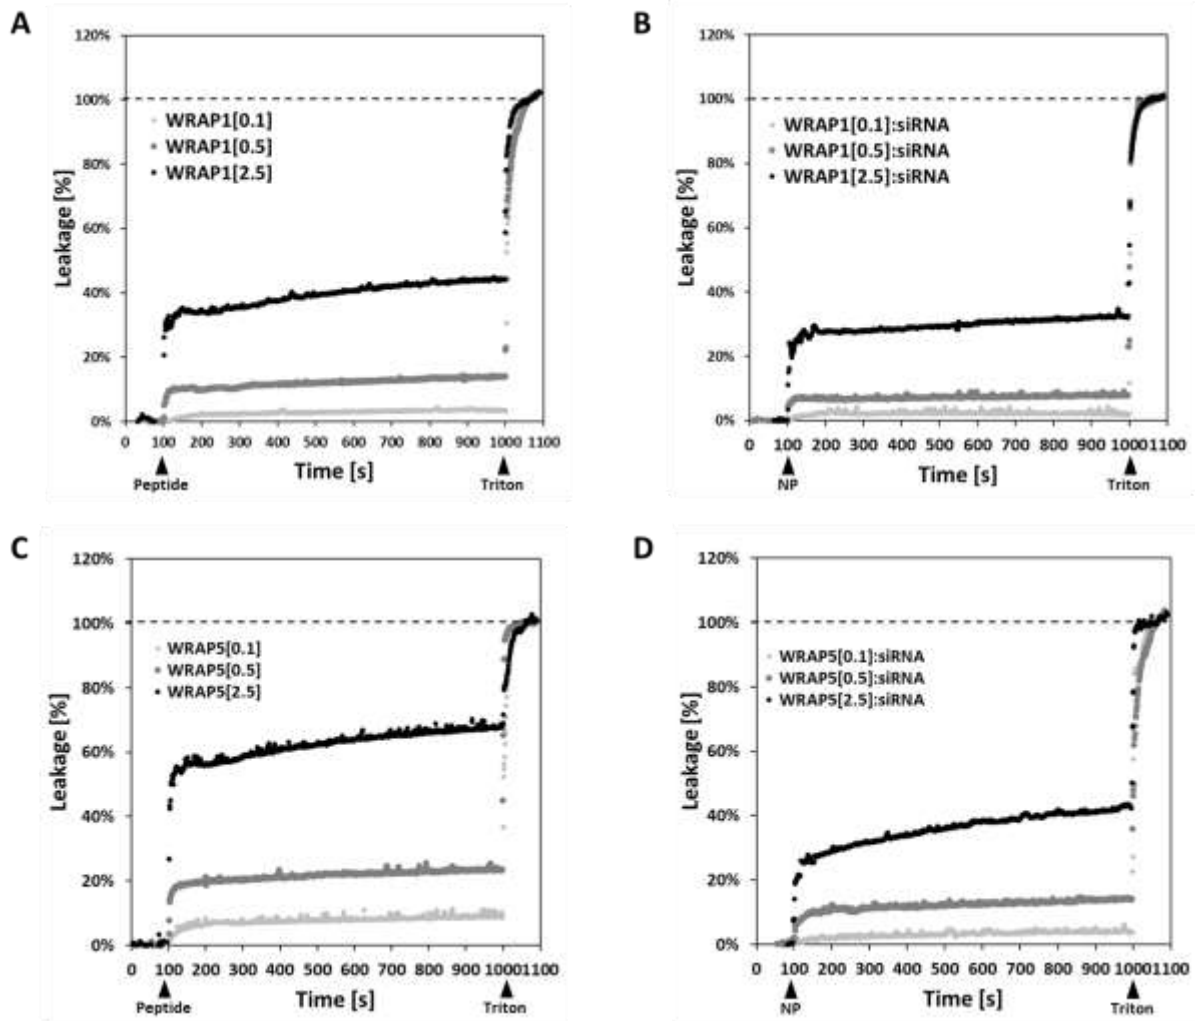 A
120%
100%
80%
60%
40%
20%
0%
Leakage [%]
WRAP1[0.1]
WRAP1[0.5]
WRAP1[2.5]
0 100 200 300 400 500 600 700 800 900 1000 1100
Time [s]
Peptide
Triton
B
120%
100%
80%
60%
40%
20%
0%
Leakage [%]
WRAP1[0.1]:siRNA
WRAP1[0.5]:siRNA
WRAP1[2.5]:siRNA
0 100 200 300 400 500 600 700 800 900 1000 1100
Time [s]
NP
Triton
C
120%
100%
80%
60%
40%
20%
0%
Leakage [%]
WRAP5[0.1]
WRAP5[0.5]
WRAP5[2.5]
0 100 200 300 400 500 600 700 800 900 1000 1100
Time [s]
Peptide
Triton
D
120%
100%
80%
60%
40%
20%
0%
Leakage [%]
WRAP5[0.1]:siRNA
WRAP5[0.5]:siRNA
WRAP5[2.5]:siRNA
0 100 200 300 400 500 600 700 800 900 1000 1100
Time [s]
NP
Triton